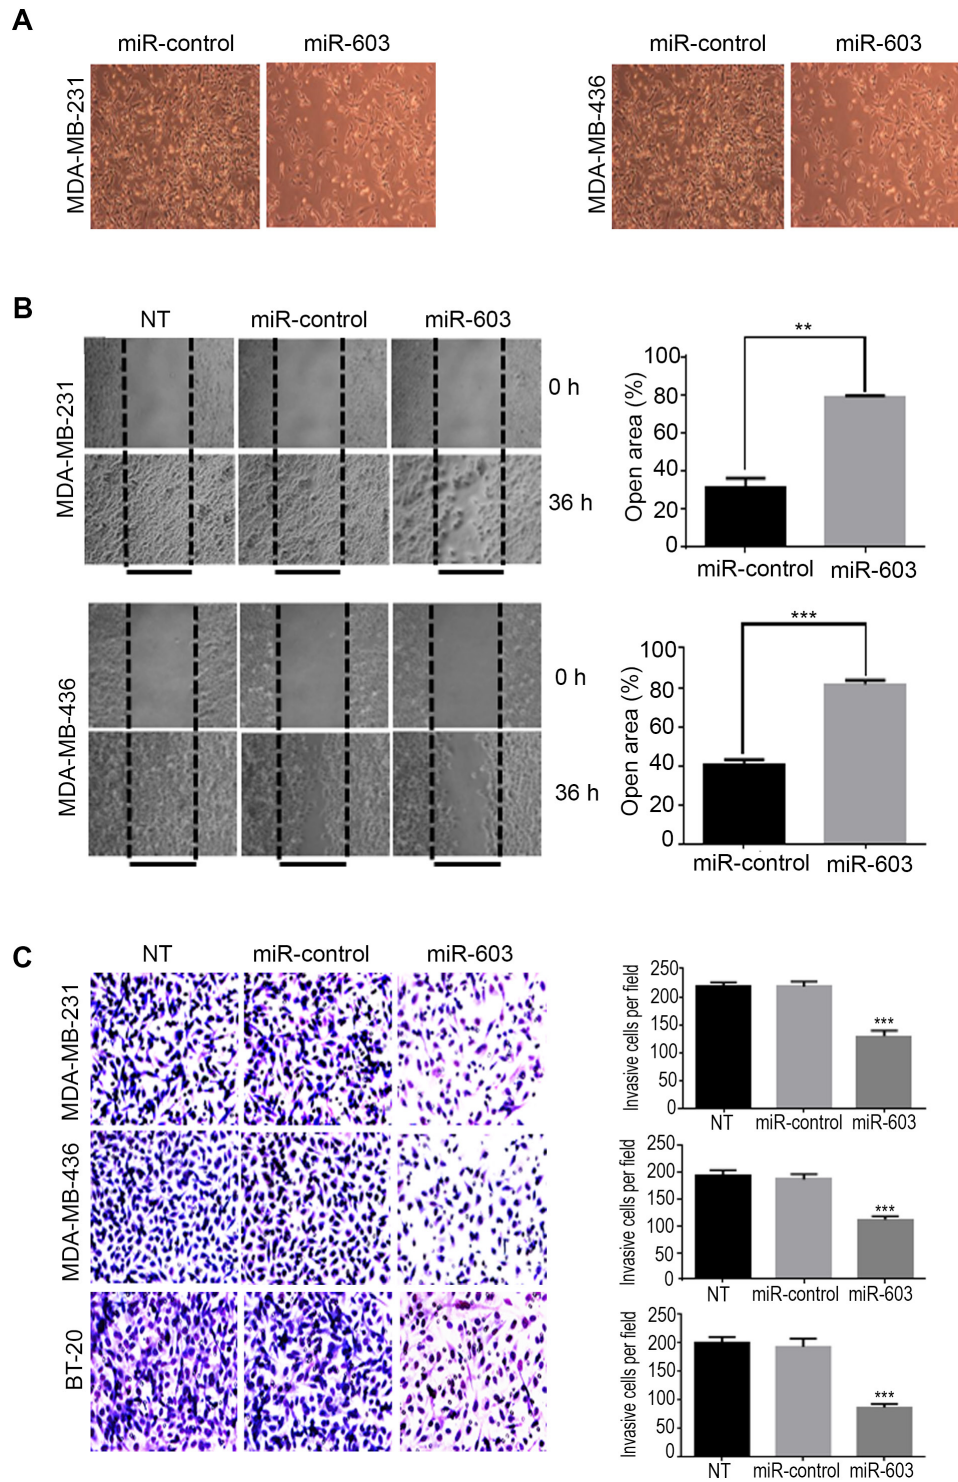 A
miR-control miR-603 miR-control miR-603
MDA-MB-231
MDA-MB-436
B
NT miR-control miR-603
MDA-MB-231
0 h
36 h
**
Open area (%)
100
80
60
40
20
0
miR-control miR-603
MDA-MB-436
0 h
36 h
***
Open area (%)
100
80
60
40
20
0
miR-control miR-603
C
NT miR-control miR-603
MDA-MB-231
MDA-MB-436
BT-20
Invasive cells per field
250
200
150
100
50
0
***
NT miR-control miR-603
Invasive cells per field
250
200
150
100
50
0
***
NT miR-control miR-603
Invasive cells per field
250
200
150
100
50
0
***
NT miR-control miR-603